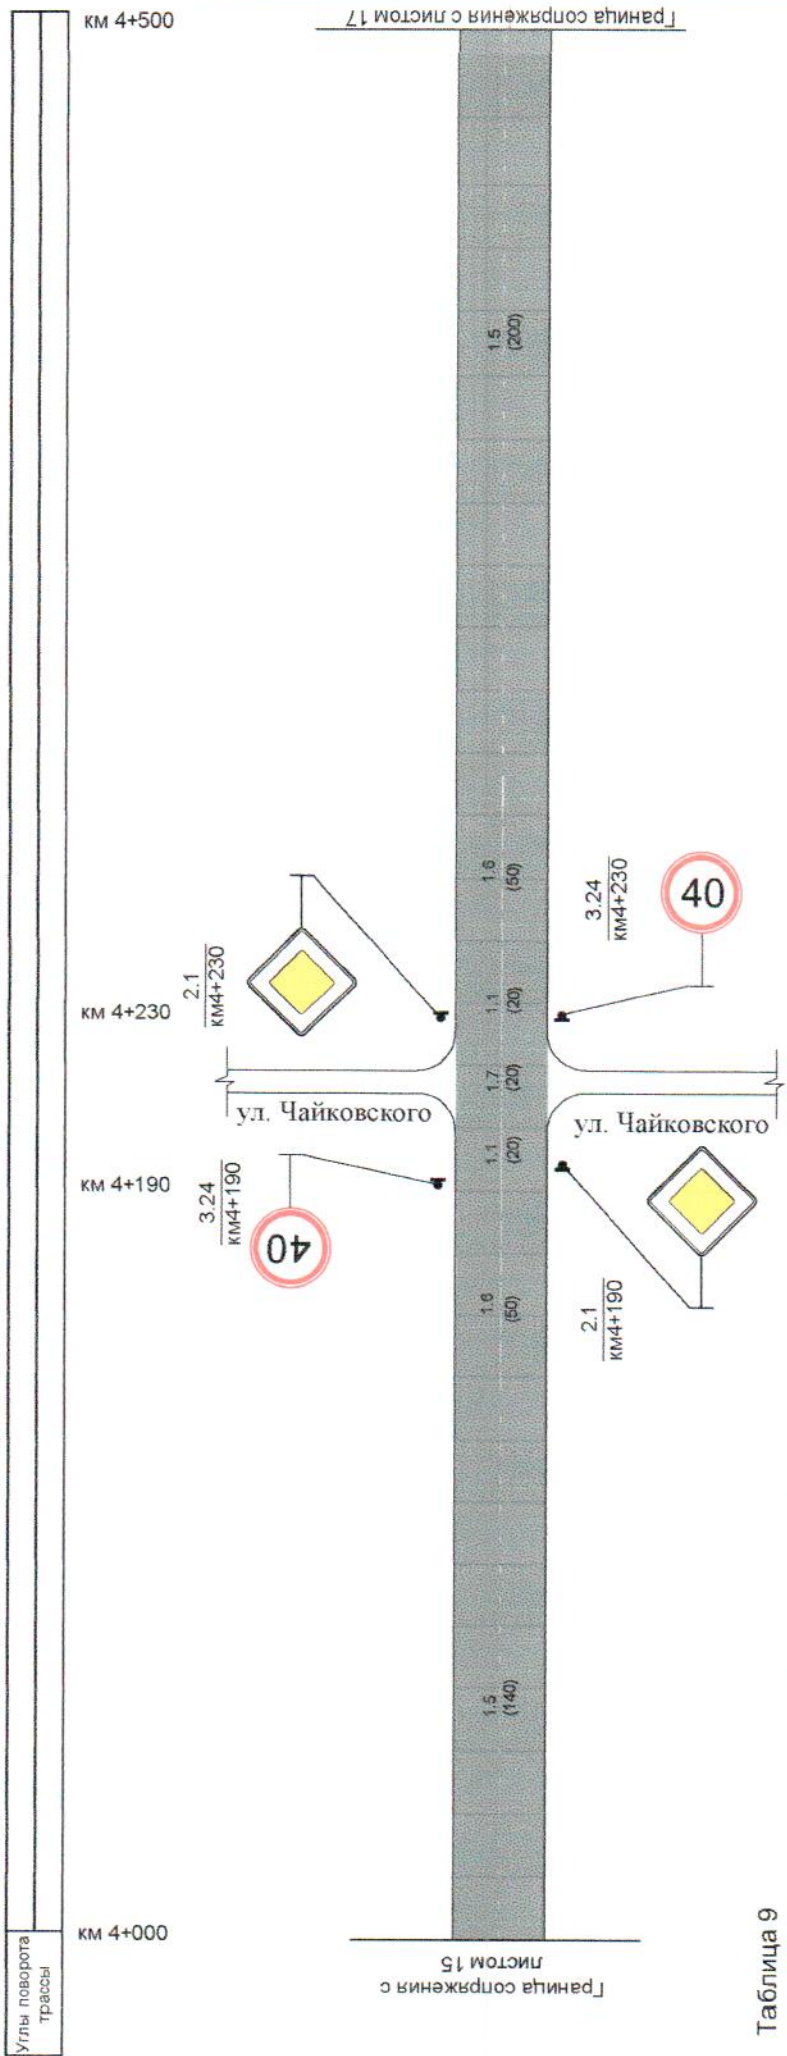 км 4+500
Граница сопряжения с листом 17
1.5
(200)
1.6
(50)
3.24
км4+230
40
2.1
км4+230
км 4+230
1.1
(20)
1.7
(20)
ул. Чайковского
ул. Чайковского
1.1
(20)
км 4+190
3.24
км4+190
40
1.6
(50)
2.1
км4+190
1.5
(140)
км 4+000
Углы поворота
трассы
Граница сопряжения с
листом 15
Таблица 9